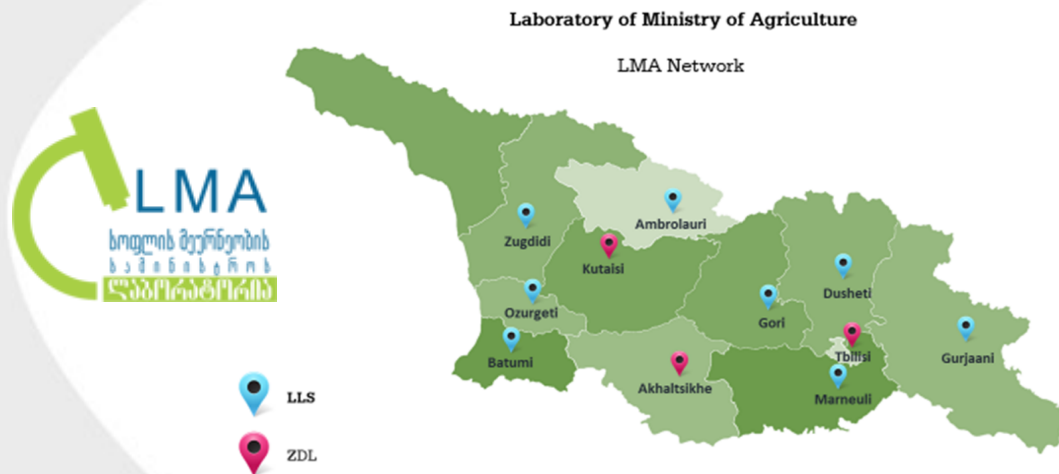 Laboratory of Ministry of Agriculture
LMA Network
LMA
სოფლის მეურნეობის
სამინისტროს
ლაბორატორია
Ambrolauri
Zugdidi
Kutaisi
Dusheti
Ozurgeti
Gori
Tbilisi
Gurjaani
Batumi
Akhaltsikhe
Marneuli
LLS
ZDL